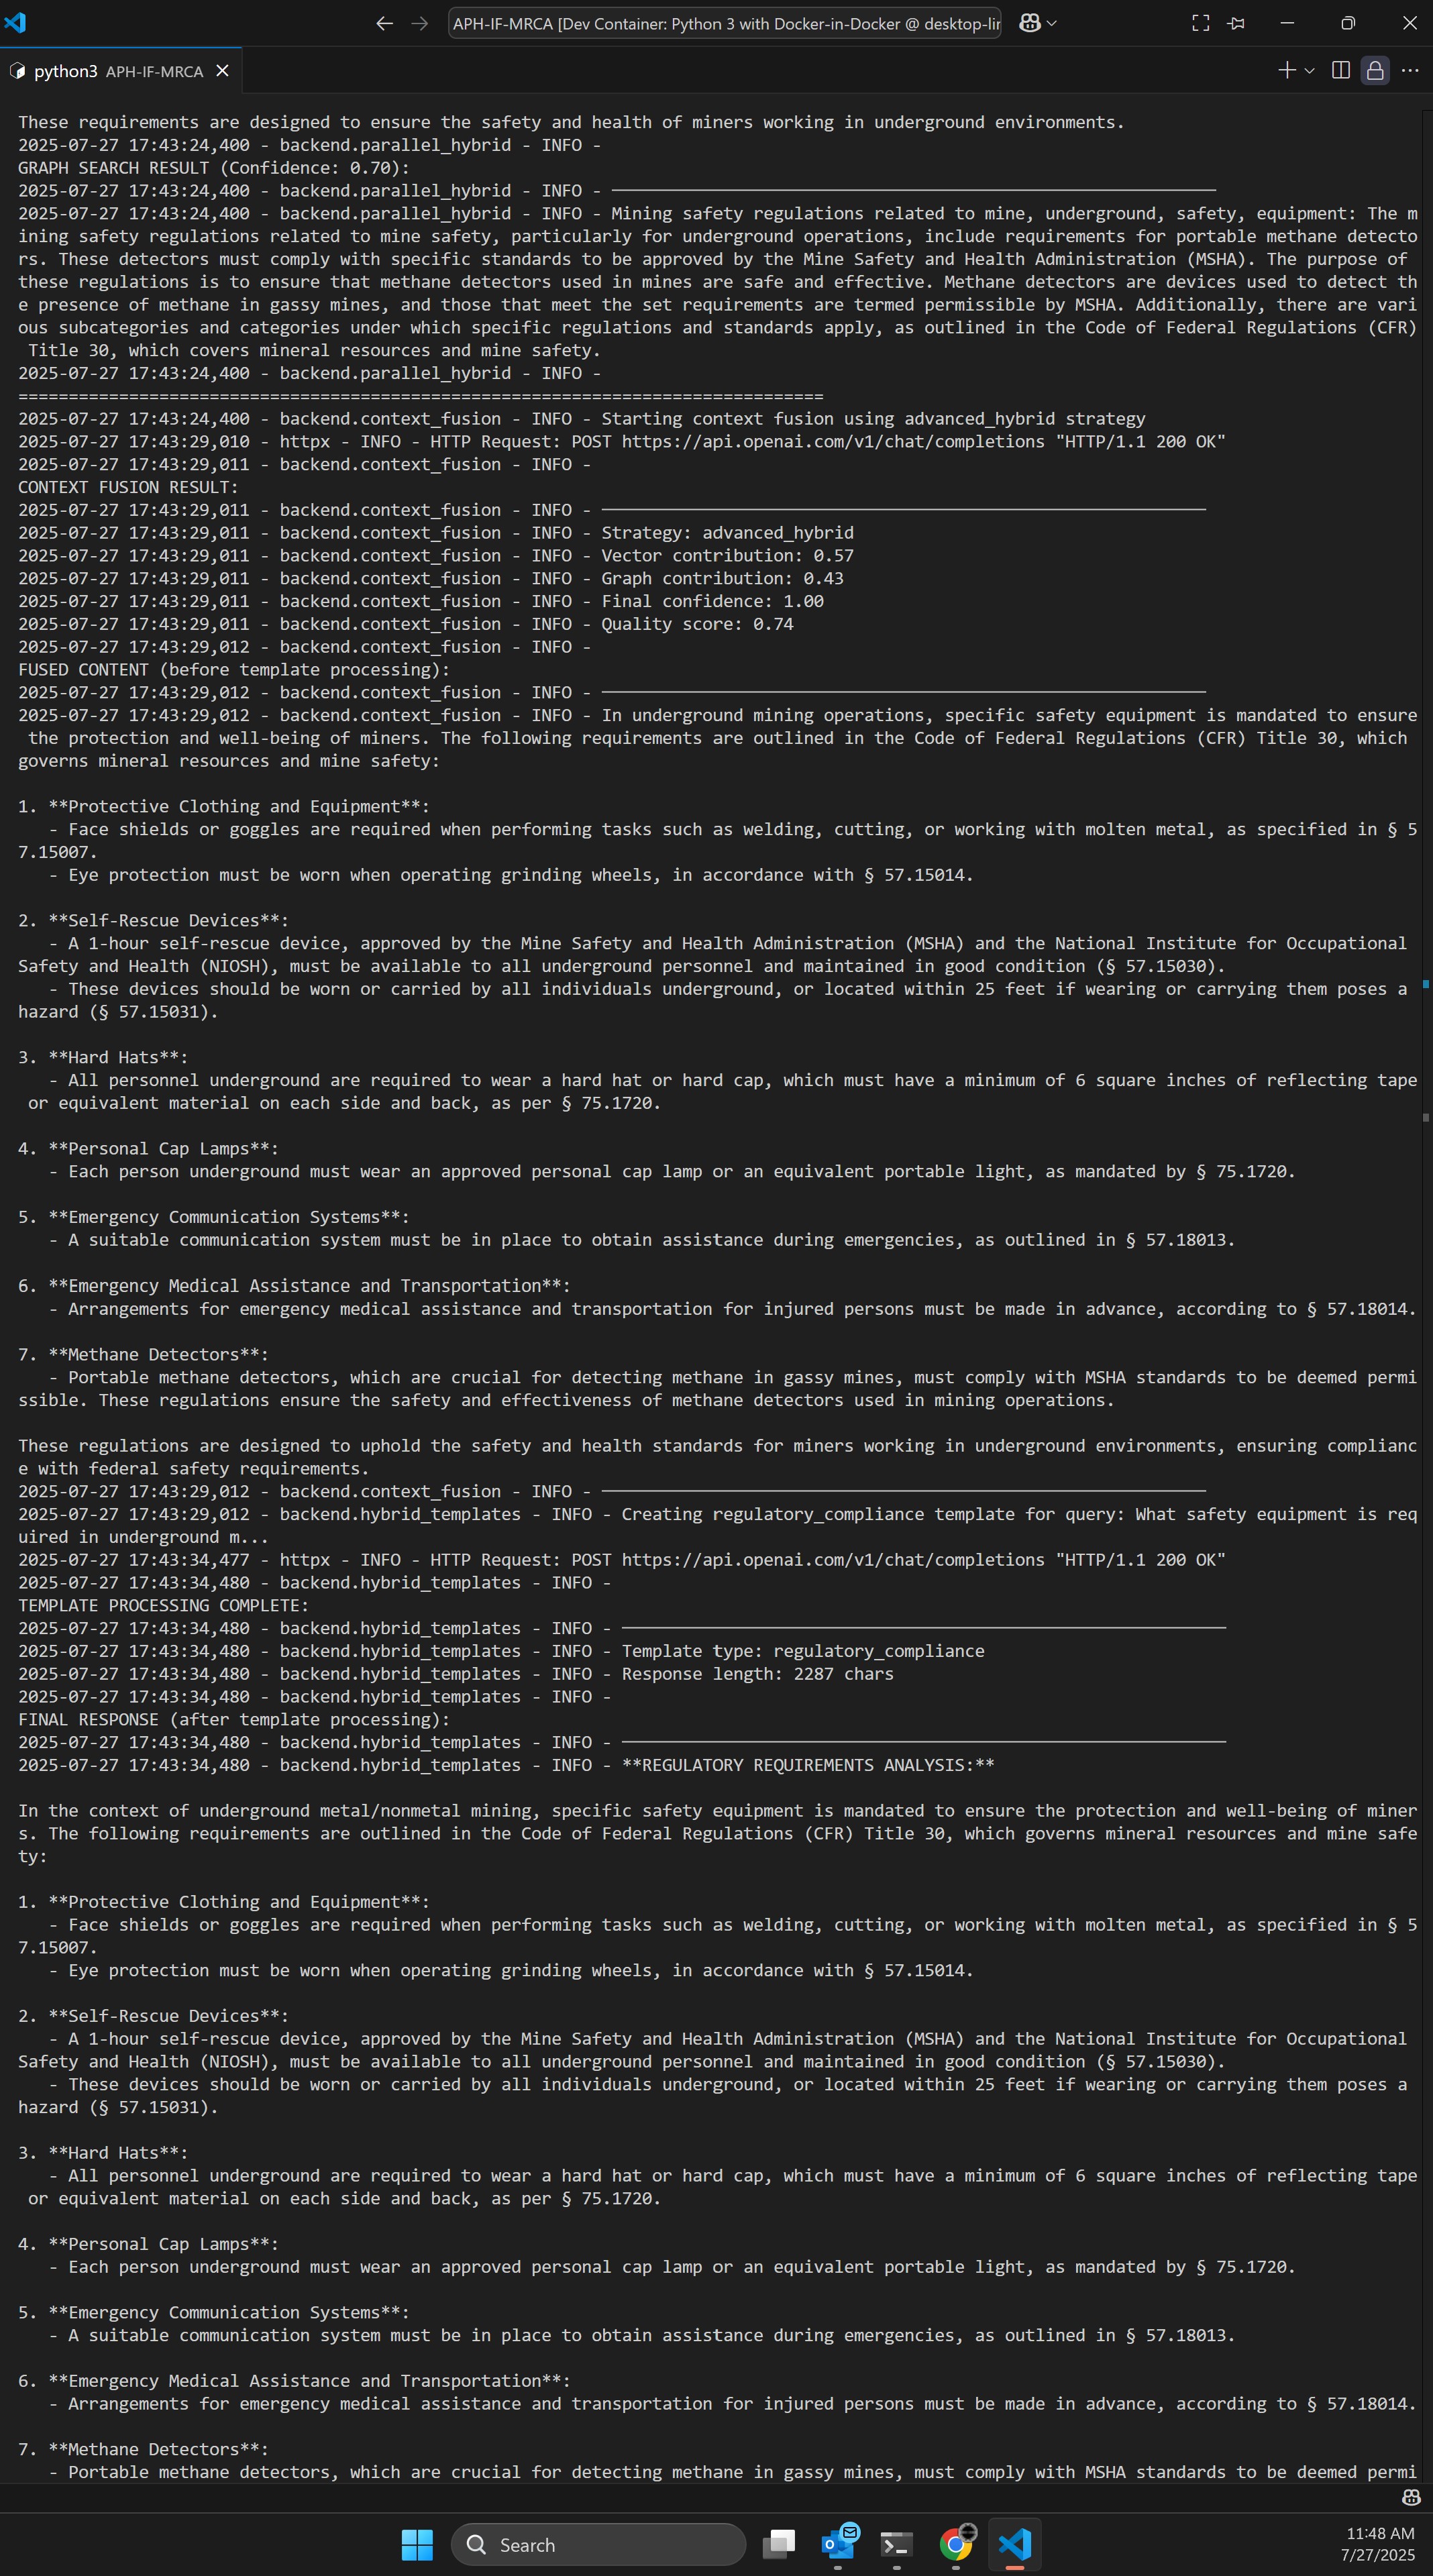 APH-IF-MRCA [Dev Container: Python 3 with Docker-in-Docker @ desktop-lir
python3 APH-IF-MRCA
These requirements are designed to ensure the safety and health of miners working in underground environments.
2025-07-27 17:43:24,400 - backend.parallel_hybrid - INFO -
GRAPH SEARCH RESULT (Confidence: 0.70):
2025-07-27 17:43:24,400 - backend.parallel_hybrid - INFO - ────────────────────────────────────────────────────────────
2025-07-27 17:43:24,400 - backend.parallel_hybrid - INFO - Mining safety regulations related to mine, underground, safety, equipment: The m
ining safety regulations related to mine safety, particularly for underground operations, include requirements for portable methane detecto
rs. These detectors must comply with specific standards to be approved by the Mine Safety and Health Administration (MSHA). The purpose of
these regulations is to ensure that methane detectors used in mines are safe and effective. Methane detectors are devices used to detect th
e presence of methane in gassy mines, and those that meet the set requirements are termed permissible by MSHA. Additionally, there are vari
ous subcategories and categories under which specific regulations and standards apply, as outlined in the Code of Federal Regulations (CFR)
Title 30, which covers mineral resources and mine safety.
2025-07-27 17:43:24,400 - backend.parallel_hybrid - INFO -
================================================================================
2025-07-27 17:43:24,400 - backend.context_fusion - INFO - Starting context fusion using advanced_hybrid strategy
2025-07-27 17:43:29,010 - httpx - INFO - HTTP Request: POST https://api.openai.com/v1/chat/completions "HTTP/1.1 200 OK"
2025-07-27 17:43:29,011 - backend.context_fusion - INFO -
CONTEXT FUSION RESULT:
2025-07-27 17:43:29,011 - backend.context_fusion - INFO - ────────────────────────────────────────────────────────────
2025-07-27 17:43:29,011 - backend.context_fusion - INFO - Strategy: advanced_hybrid
2025-07-27 17:43:29,011 - backend.context_fusion - INFO - Vector contribution: 0.57
2025-07-27 17:43:29,011 - backend.context_fusion - INFO - Graph contribution: 0.43
2025-07-27 17:43:29,011 - backend.context_fusion - INFO - Final confidence: 1.00
2025-07-27 17:43:29,011 - backend.context_fusion - INFO - Quality score: 0.74
2025-07-27 17:43:29,012 - backend.context_fusion - INFO -
FUSED CONTENT (before template processing):
2025-07-27 17:43:29,012 - backend.context_fusion - INFO - ────────────────────────────────────────────────────────────
2025-07-27 17:43:29,012 - backend.context_fusion - INFO - In underground mining operations, specific safety equipment is mandated to ensure
the protection and well-being of miners. The following requirements are outlined in the Code of Federal Regulations (CFR) Title 30, which
governs mineral resources and mine safety:
1. **Protective Clothing and Equipment**:
- Face shields or goggles are required when performing tasks such as welding, cutting, or working with molten metal, as specified in § 5
7.15007.
- Eye protection must be worn when operating grinding wheels, in accordance with § 57.15014.
2. **Self-Rescue Devices**:
- A 1-hour self-rescue device, approved by the Mine Safety and Health Administration (MSHA) and the National Institute for Occupational
Safety and Health (NIOSH), must be available to all underground personnel and maintained in good condition (§ 57.15030).
- These devices should be worn or carried by all individuals underground, or located within 25 feet if wearing or carrying them poses a
hazard (§ 57.15031).
3. **Hard Hats**:
- All personnel underground are required to wear a hard hat or hard cap, which must have a minimum of 6 square inches of reflecting tape
or equivalent material on each side and back, as per § 75.1720.
4. **Personal Cap Lamps**:
- Each person underground must wear an approved personal cap lamp or an equivalent portable light, as mandated by § 75.1720.
5. **Emergency Communication Systems**:
- A suitable communication system must be in place to obtain assistance during emergencies, as outlined in § 57.18013.
6. **Emergency Medical Assistance and Transportation**:
- Arrangements for emergency medical assistance and transportation for injured persons must be made in advance, according to § 57.18014.
7. **Methane Detectors**:
- Portable methane detectors, which are crucial for detecting methane in gassy mines, must comply with MSHA standards to be deemed permi
ssible. These regulations ensure the safety and effectiveness of methane detectors used in mining operations.
These regulations are designed to uphold the safety and health standards for miners working in underground environments, ensuring complianc
e with federal safety requirements.
2025-07-27 17:43:29,012 - backend.context_fusion - INFO - ────────────────────────────────────────────────────────────
2025-07-27 17:43:29,012 - backend.hybrid_templates - INFO - Creating regulatory_compliance template for query: What safety equipment is req
uired in underground m...
2025-07-27 17:43:34,477 - httpx - INFO - HTTP Request: POST https://api.openai.com/v1/chat/completions "HTTP/1.1 200 OK"
2025-07-27 17:43:34,480 - backend.hybrid_templates - INFO -
TEMPLATE PROCESSING COMPLETE:
2025-07-27 17:43:34,480 - backend.hybrid_templates - INFO - ────────────────────────────────────────────────────────────
2025-07-27 17:43:34,480 - backend.hybrid_templates - INFO - Template type: regulatory_compliance
2025-07-27 17:43:34,480 - backend.hybrid_templates - INFO - Response length: 2287 chars
2025-07-27 17:43:34,480 - backend.hybrid_templates - INFO -
FINAL RESPONSE (after template processing):
2025-07-27 17:43:34,480 - backend.hybrid_templates - INFO - ────────────────────────────────────────────────────────────
2025-07-27 17:43:34,480 - backend.hybrid_templates - INFO - **REGULATORY REQUIREMENTS ANALYSIS:**
In the context of underground metal/nonmetal mining, specific safety equipment is mandated to ensure the protection and well-being of miner
s. The following requirements are outlined in the Code of Federal Regulations (CFR) Title 30, which governs mineral resources and mine safe
ty:
1. **Protective Clothing and Equipment**:
- Face shields or goggles are required when performing tasks such as welding, cutting, or working with molten metal, as specified in § 5
7.15007.
- Eye protection must be worn when operating grinding wheels, in accordance with § 57.15014.
2. **Self-Rescue Devices**:
- A 1-hour self-rescue device, approved by the Mine Safety and Health Administration (MSHA) and the National Institute for Occupational
Safety and Health (NIOSH), must be available to all underground personnel and maintained in good condition (§ 57.15030).
- These devices should be worn or carried by all individuals underground, or located within 25 feet if wearing or carrying them poses a
hazard (§ 57.15031).
3. **Hard Hats**:
- All personnel underground are required to wear a hard hat or hard cap, which must have a minimum of 6 square inches of reflecting tape
or equivalent material on each side and back, as per § 75.1720.
4. **Personal Cap Lamps**:
- Each person underground must wear an approved personal cap lamp or an equivalent portable light, as mandated by § 75.1720.
5. **Emergency Communication Systems**:
- A suitable communication system must be in place to obtain assistance during emergencies, as outlined in § 57.18013.
6. **Emergency Medical Assistance and Transportation**:
- Arrangements for emergency medical assistance and transportation for injured persons must be made in advance, according to § 57.18014.
7. **Methane Detectors**:
- Portable methane detectors, which are crucial for detecting methane in gassy mines, must comply with MSHA standards to be deemed permi
Search
11:48 AM
7/27/2025